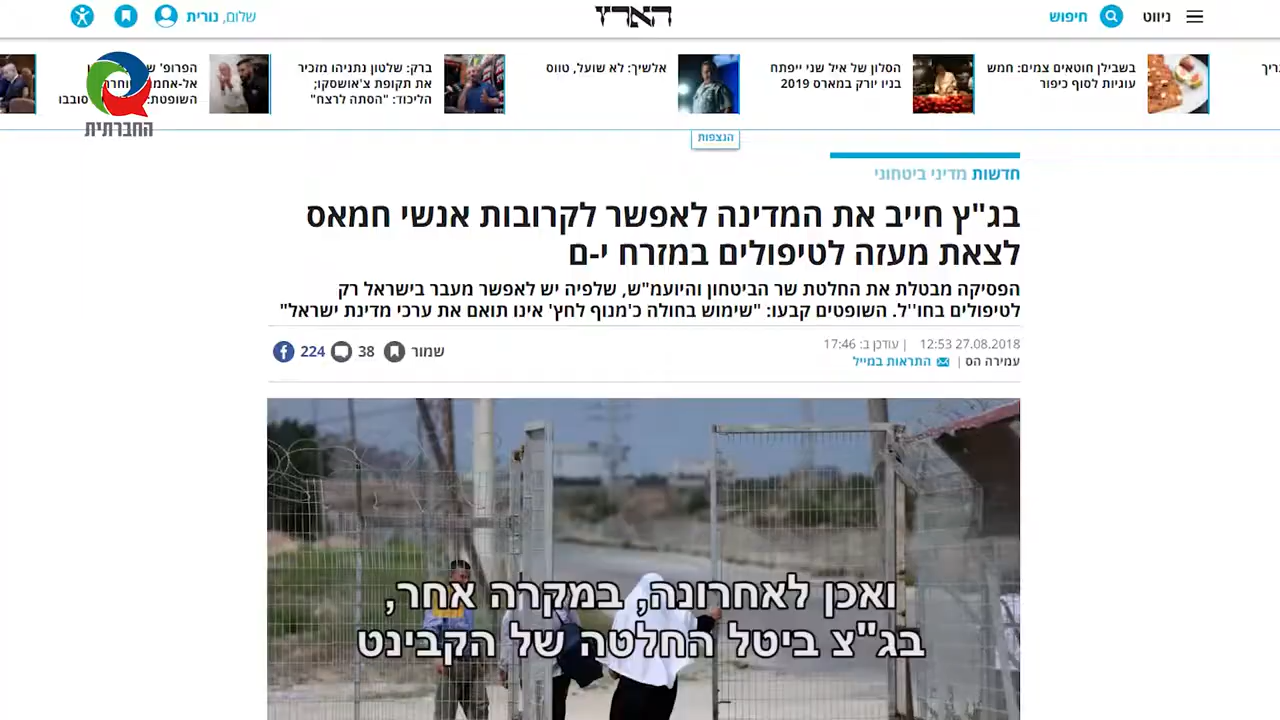 ניווט
חיפוש
הארץ
שלום, נורית
בשבילן חוטאים צמים: חמש
עוגיות לסוף כיפור
הסלון של איל שני ייפתח
בניו יורק במארס 2019
אלשיך: לא שועל, טווס
ברק: שלטון נתניהו מזכיר
את תקופת צ'אושסקו;
הליכוד: "הסתה לרצח"
הפרופ'
השופטת:
סובבו
החברתית
הנצפות
חדשות מדיני ביטחוני
בג"ץ חייב את המדינה לאפשר לקרובות אנשי חמאס
לצאת מעזה לטיפולים במזרח י-ם
הפסיקה מבטלת את החלטת שר הביטחון והיועמ"ש, שלפיה יש לאפשר מעבר בישראל רק
לטיפולים בחו''ל. השופטים קבעו: "שימוש בחולה כ'מנוף לחץ' אינו תואם את ערכי מדינת ישראל"
27.08.2018 12:53 | עודכן ב: 17:46
עמירה הס | התראות במייל
שמור 38 224
ואכן לאחרונה, במקרה אחר,
בג"צ ביטל החלטה של הקבינט